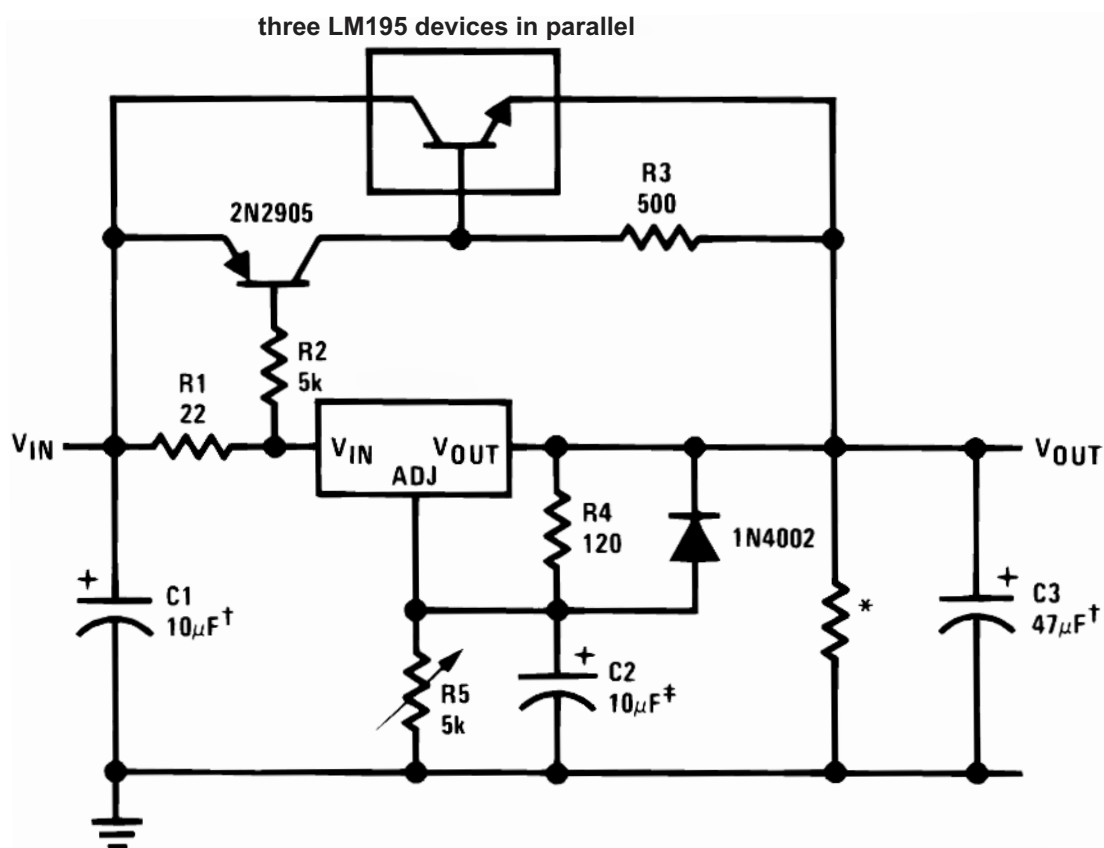 three LM195 devices in parallel
R3
500
2N2905
R2
5k
R1
22
VIN
VIN
VOUT
ADJ
VOUT
R4
120
1N4002
+
C1
10μF†
R5
5k
+
C2
10μF‡
*
+
C3
47μF†